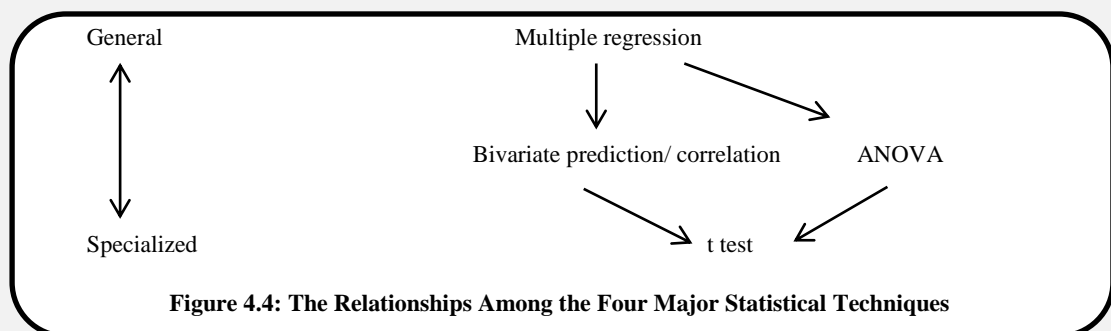 General
Multiple regression
Bivariate prediction/ correlation
ANOVA
Specialized
t test
Figure 4.4: The Relationships Among the Four Major Statistical Techniques